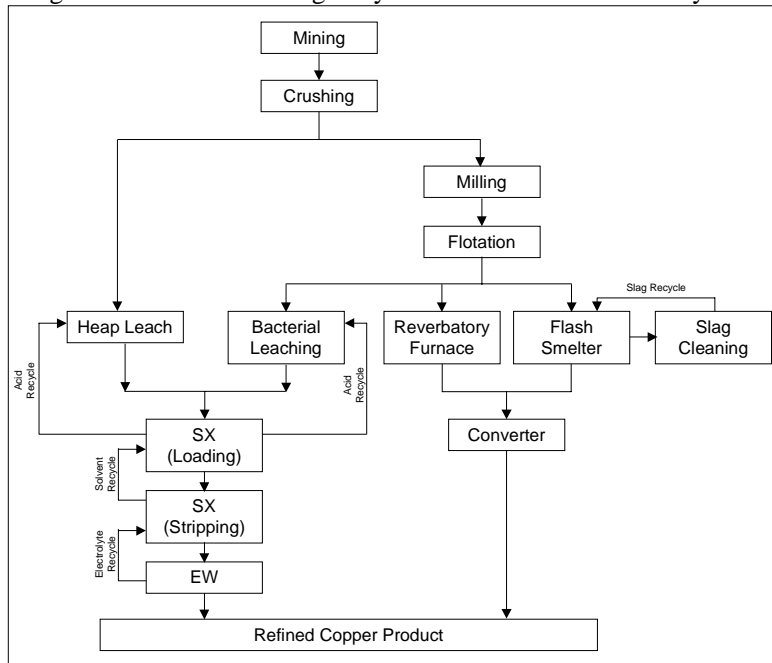 Mining
Crushing
Milling
Flotation
Slag Recycle
Heap Leach
Bacterial
Leaching
Reverbatory
Furnace
Flash
Smelter
Slag
Cleaning
Acid
Recycle
Acid
Recycle
SX
(Loading)
Converter
Solvent
Recycle
SX
(Stripping)
Electrolyte
Recycle
EW
Refined Copper Product